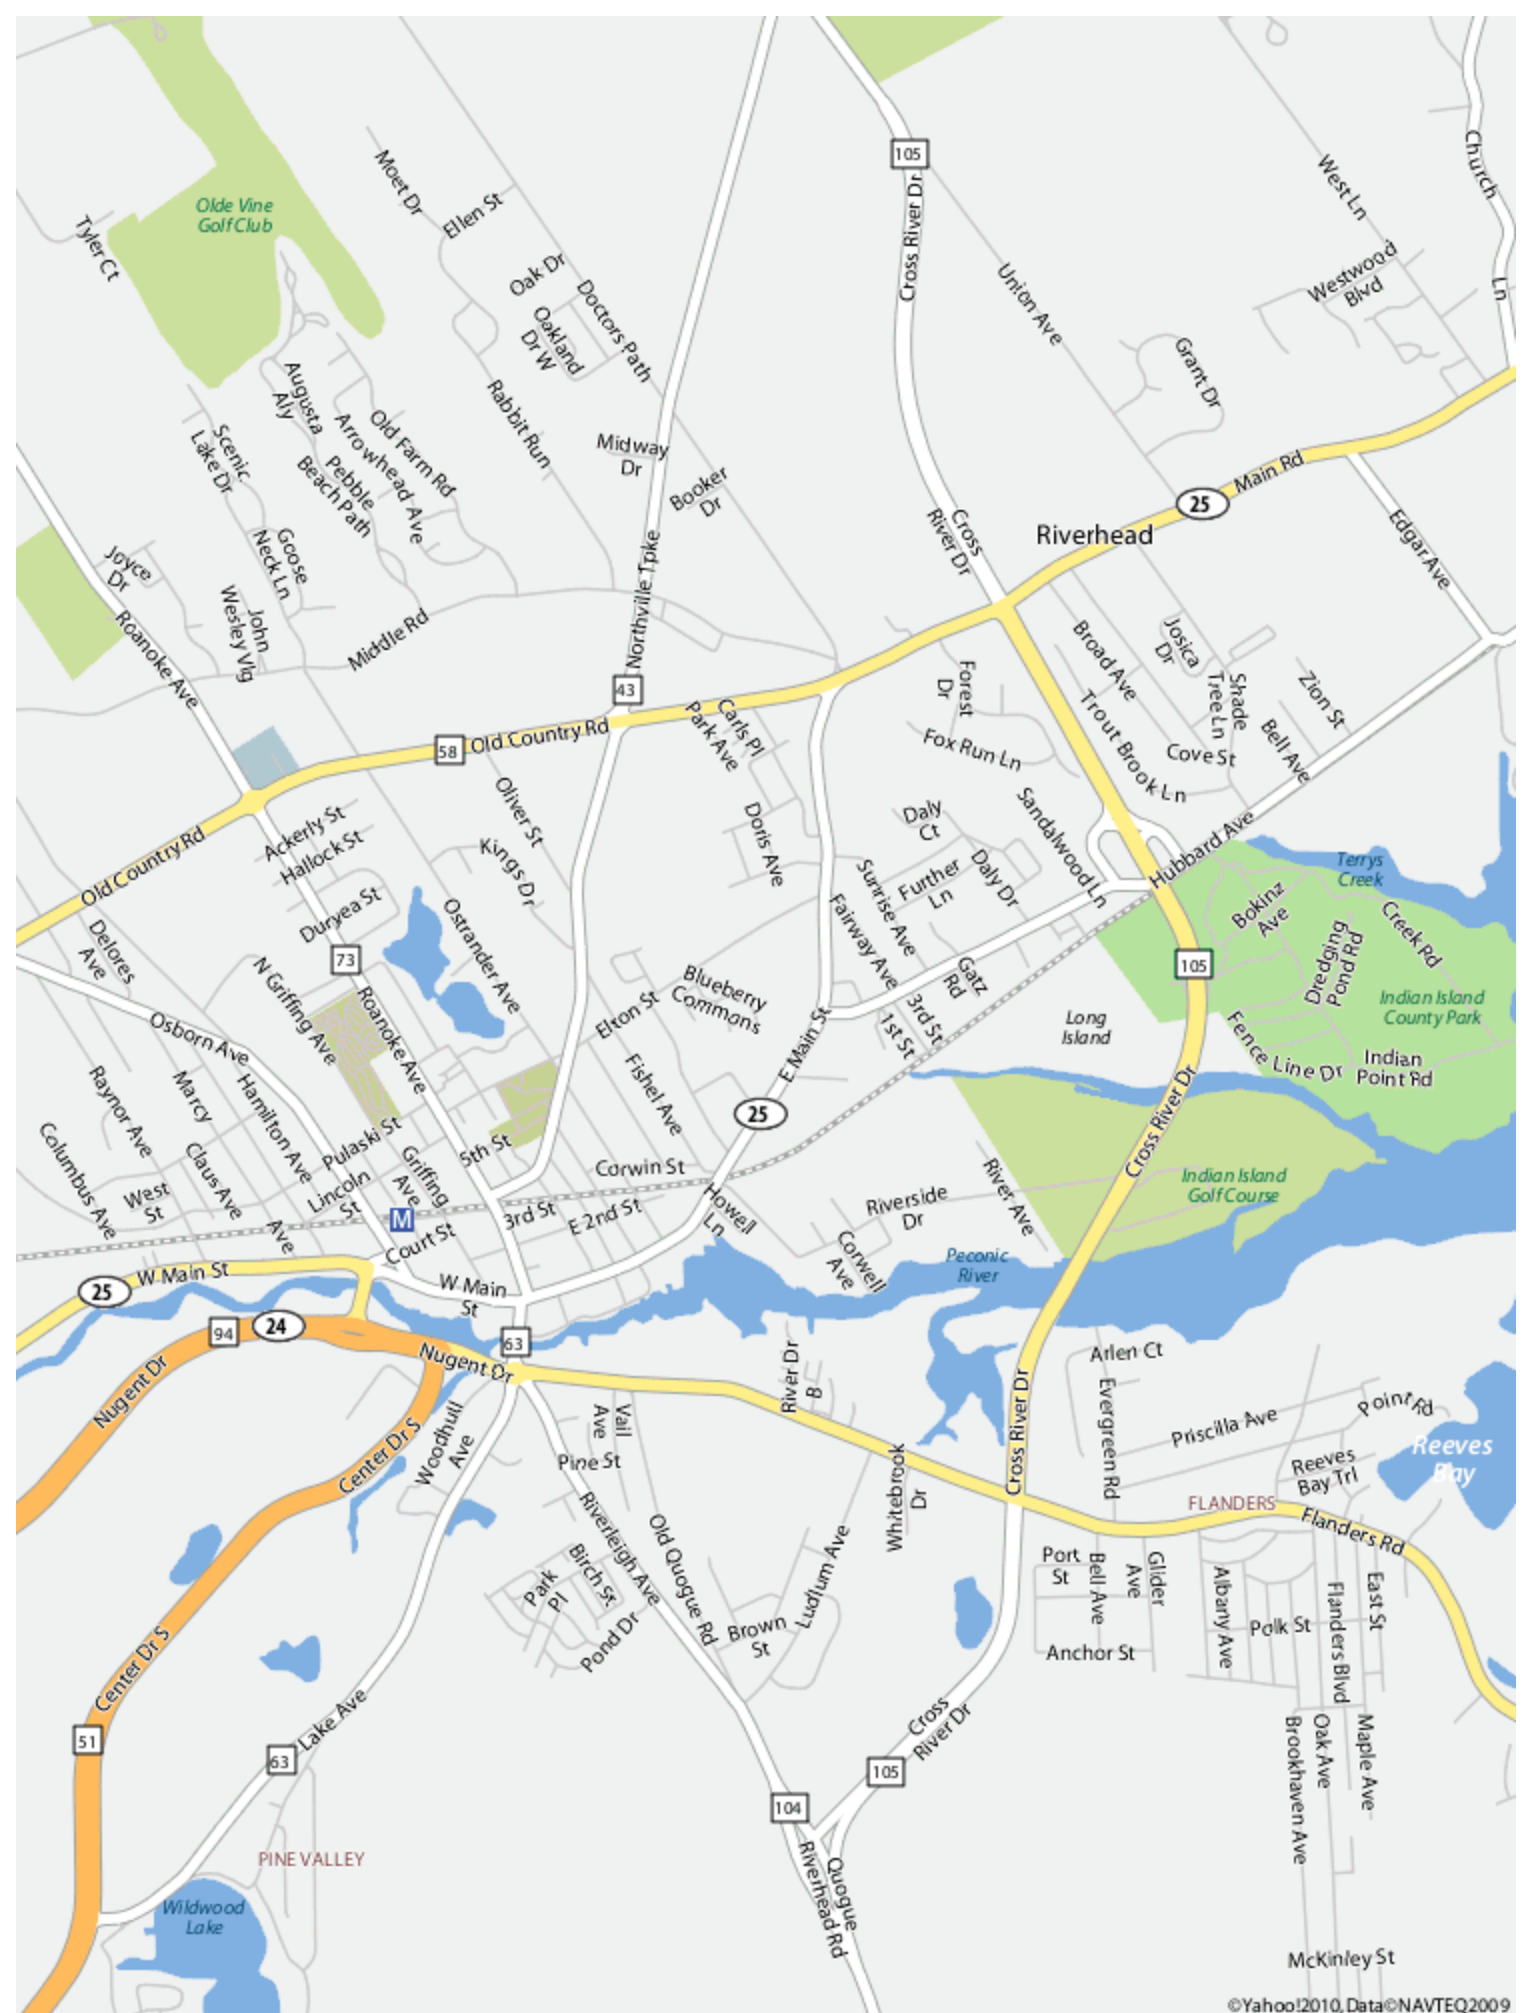 105
Church
Ln
West Ln
Moet Dr
Ellen St
Olde Vine
Golf Club
Tyler Ct
Cross River Dr
Oak Dr
Doctors Path
Union Ave
Westwood
Blvd
Oakland
Dr W
Grant Dr
Augusta
Aly
Rabbit Run
Old Farm Rd
Arrowhead Ave
Scenic
Lake Dr
Pebble
Beach Path
Midway
Dr
Booker
Dr
Main Rd
25
Cross
River Dr
Riverhead
Edgar Ave
Goose
Neck Ln
Joyce
Dr
Northville Tpke
John
Wesley Vlg
Middle Rd
Roanoke Ave
Broad Ave
Josica
Dr
43
Forest
Dr
Shade
Tree Ln
Zion St
Carls Pl
Park Ave
58
Old Country Rd
Fox Run Ln
Trout Brook Ln
Cove St
Bell Ave
Oliver St
Ackerly St
Hallock St
Kings Dr
Doris Ave
Daly
Ct
Sandalwood Ln
Hubbard Ave
Old Country Rd
Terrys
Creek
Sunrise Ave
Further
Ln
Daly Dr
Duryea St
Ostrander Ave
Fairway Ave
Bokinz
Ave
Creek Rd
Delores
Ave
73
N Griffing Ave
Dredging
Pond Rd
105
Gatz
Rd
Blueberry
Commons
Elton St
Roanoke Ave
3rd St
1st St
Long
Island
Indian Island
County Park
Osborn Ave
E Main St
Fence Line Dr
Indian
Point Rd
Raynor Ave
Marcy
Hamilton Ave
Fishel Ave
25
Cross River Dr
Columbus Ave
Claus Ave
Pulaski St
5th St
Griffing
Ave
Corwin St
River Ave
Indian Island
Golf Course
West
St
Lincoln
St
Howell
Ln
Riverside
Dr
M
3rd St
E 2nd St
Ave
Court St
Corwell
Ave
Peconic
River
W Main St
25
W Main
St
24
94
63
Nugent Dr
Nugent Dr
River Dr
B
Arlen Ct
Cross River Dr
Evergreen Rd
Vail
Ave
Woodhull
Ave
Center Dr S
Priscilla Ave
Point Rd
Reeves
Bay
Pine St
Whitebrook
Dr
Reeves
Bay Trl
FLANDERS
Flanders Rd
Riverleigh Ave
Old Quogue Rd
Ludlum Ave
Birch St
Park
Pl
Port
St
Bell Ave
Glider
Ave
Albany Ave
Flanders Blvd
East St
Polk St
Pond Dr
Brown
St
Anchor St
Center Dr S
51
Lake Ave
63
Cross
River Dr
105
Brookhaven Ave
Oak Ave
Maple Ave
104
PINE VALLEY
Quogue
Riverhead Rd
Wildwood
Lake
McKinley St
©Yahoo!2010, Data©NAVTEQ2009